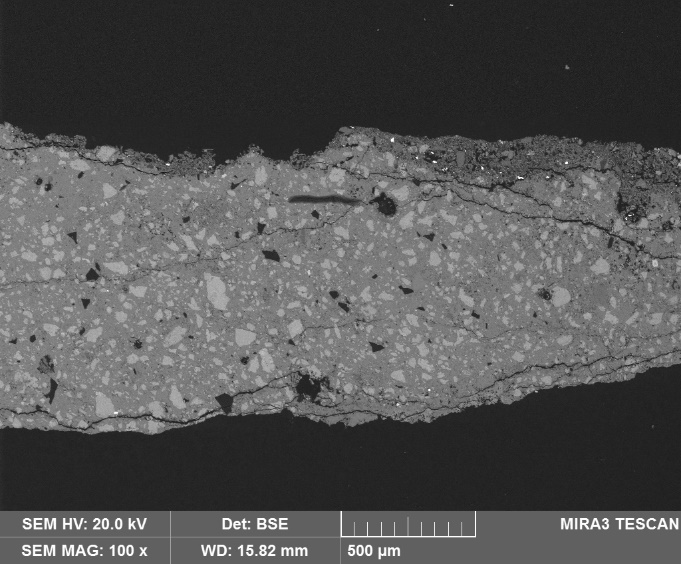 SEM HV: 20.0 kV Det: BSE MIRA3 TESCAN
SEM MAG: 100 x WD: 15.82 mm 500 µm